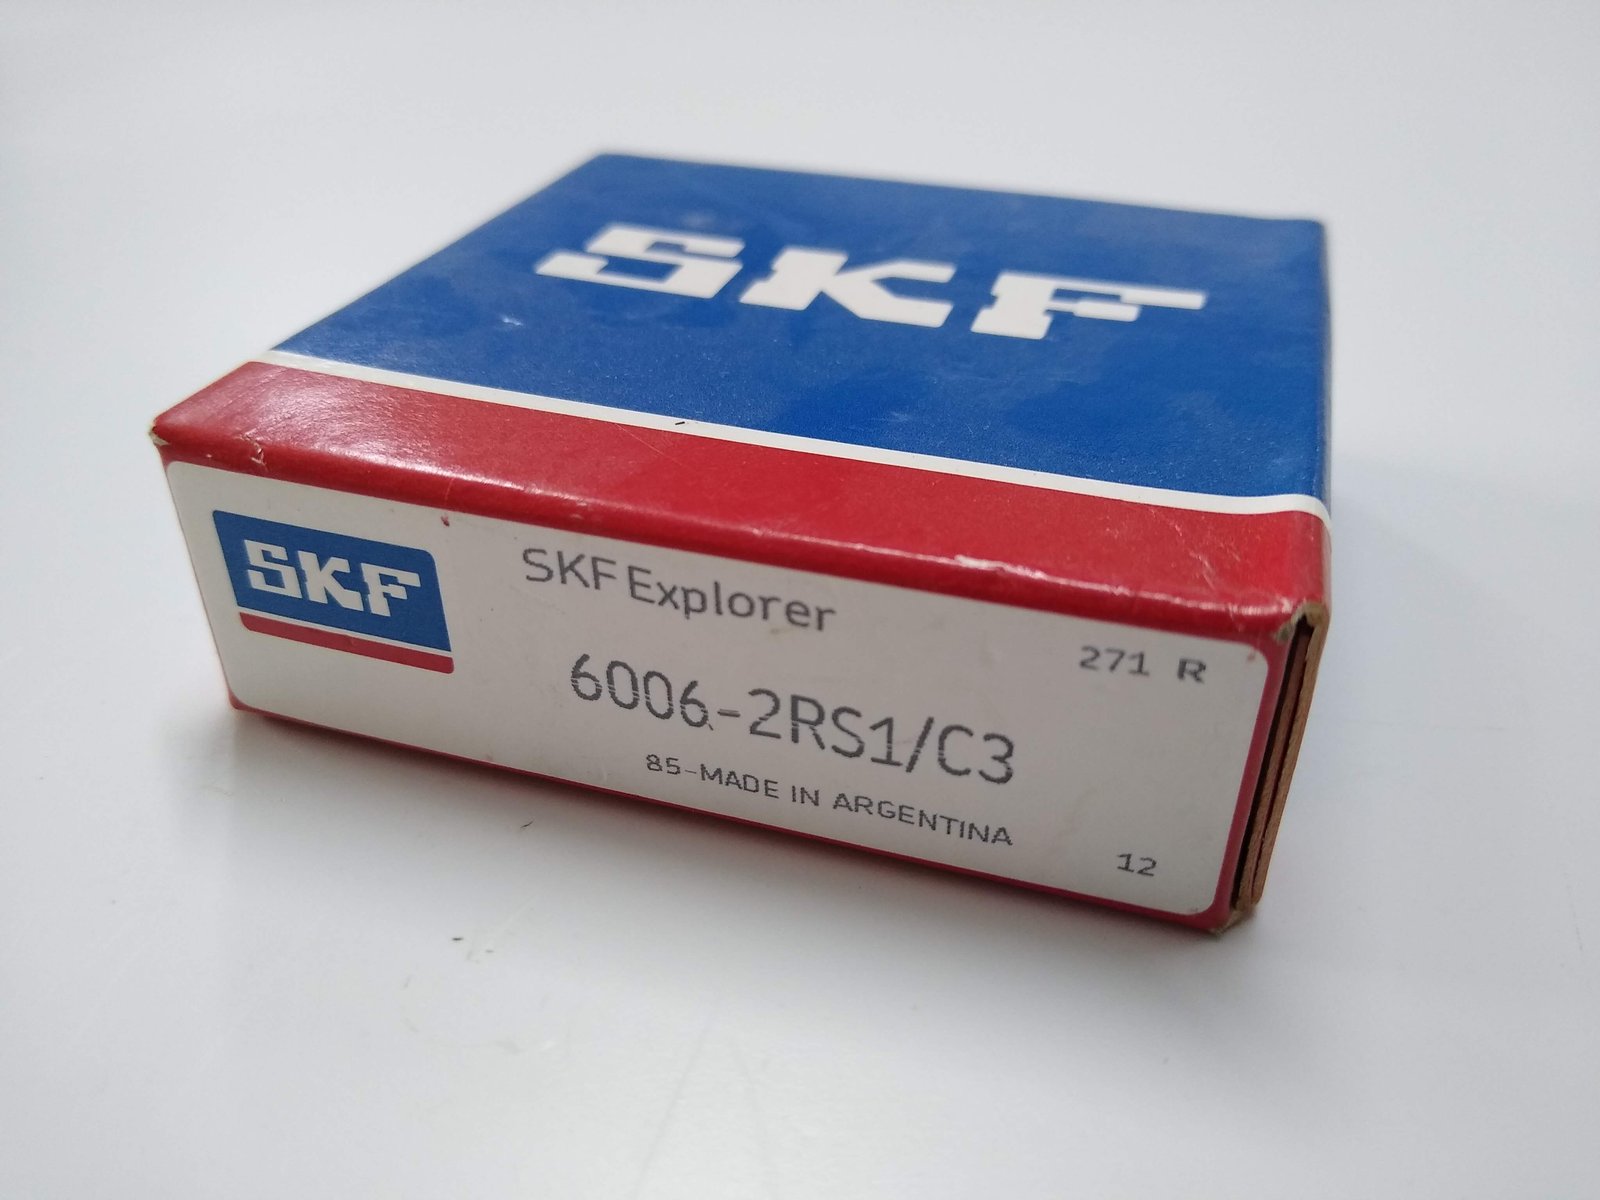 SKF
SKF
SKF Explorer
271 R
6006-2RS1/C3
85-MADE IN ARGENTINA
12